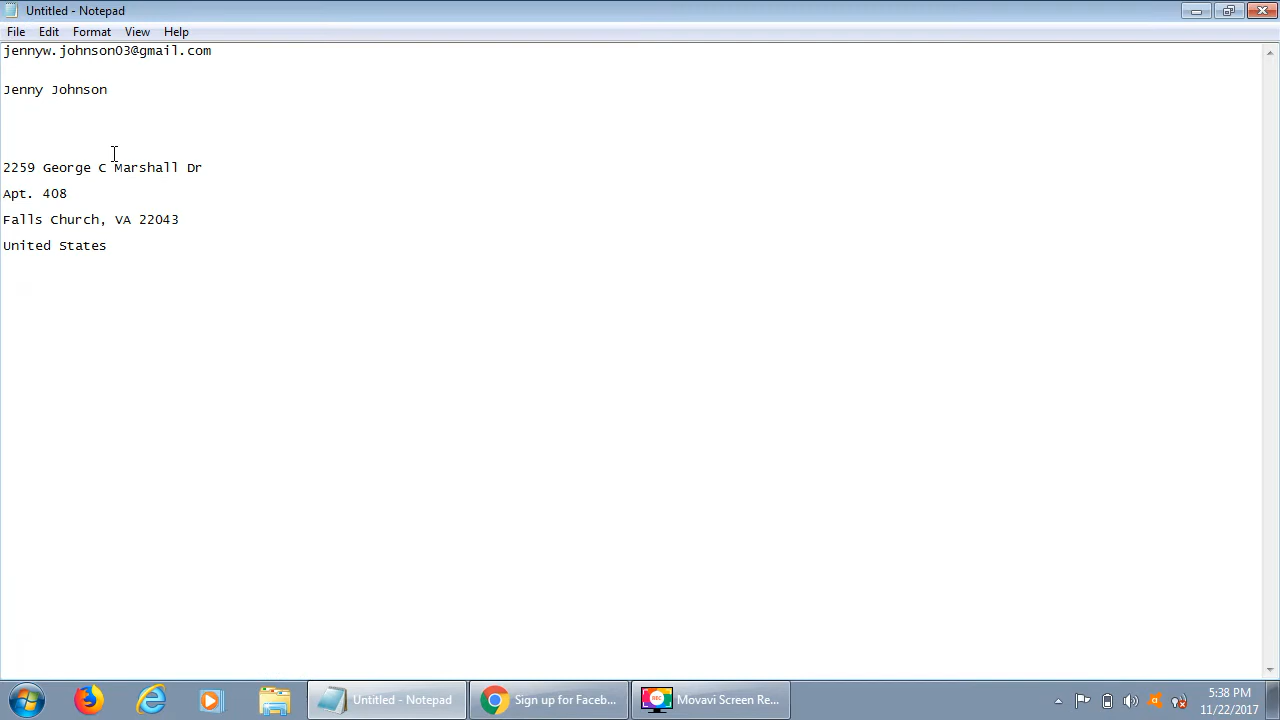 Untitled - Notepad
File Edit Format View Help
jennyw.johnson03@gmail.com
Jenny Johnson
2259 George C Marshall Dr
Apt. 408
Falls Church, VA 22043
United States
Untitled - Notepad
Sign up for Faceb...
REC
Movavi Screen Re...
5:38 PM
11/22/2017